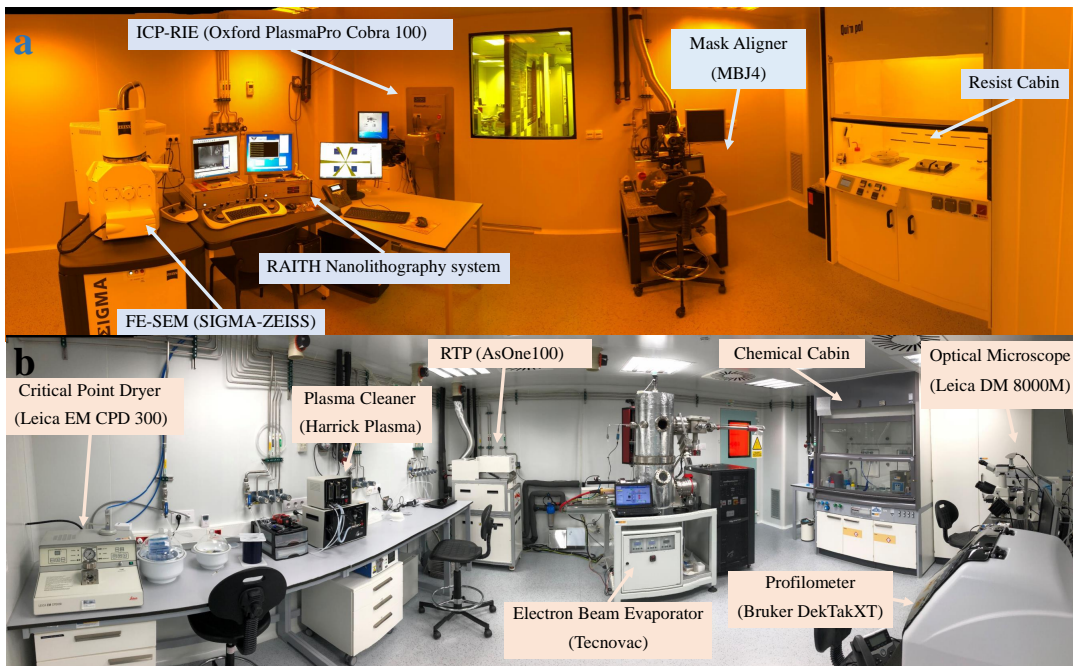 a
ICP-RIE (Oxford PlasmaPro Cobra 100)
Mask Aligner
(MBJ4)
Resist Cabin
RAITH Nanolithography system
FE-SEM (SIGMA-ZEISS)
ΣIGMA
ZEISS
b
Critical Point Dryer
(Leica EM CPD 300)
Plasma Cleaner
(Harrick Plasma)
RTP (AsOne100)
Chemical Cabin
Optical Microscope
(Leica DM 8000M)
Electron Beam Evaporator
(Tecnovac)
Profilometer
(Bruker DekTakXT)